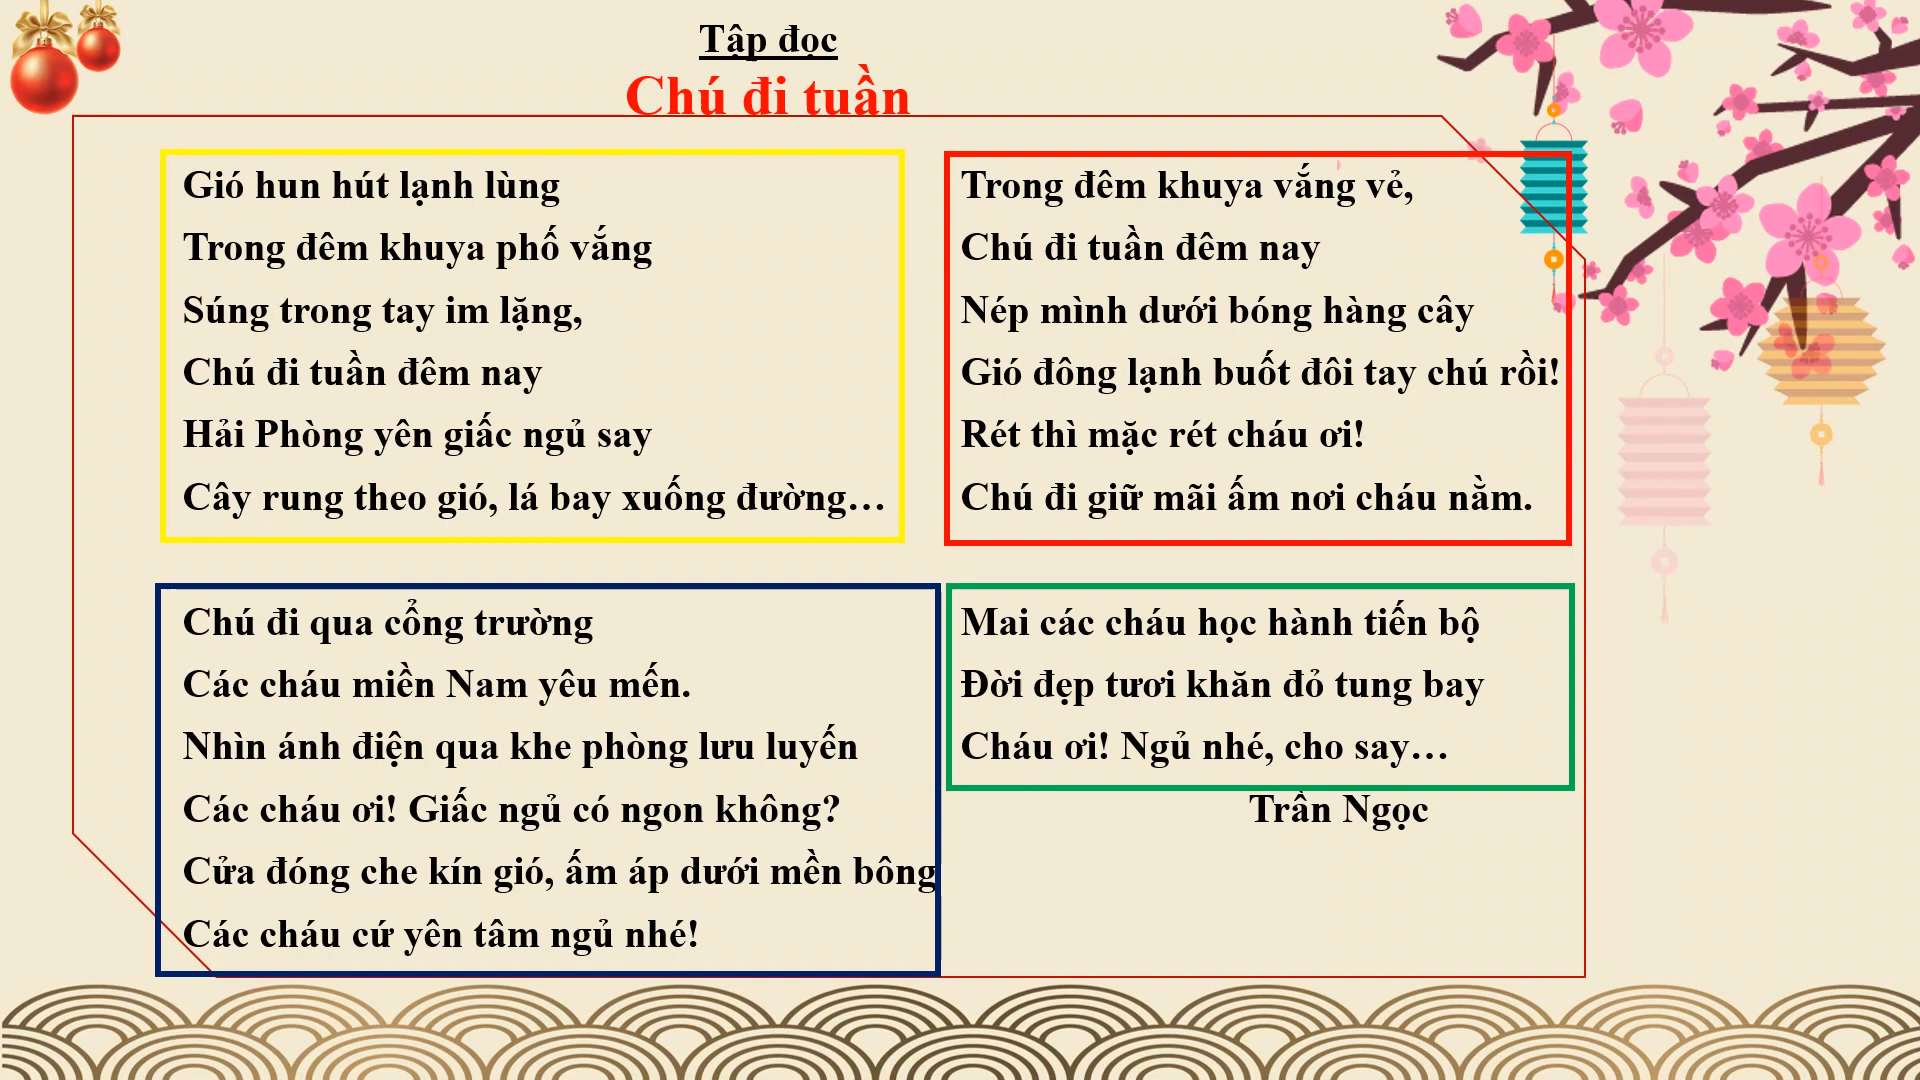 Tập đọc
Chú đi tuần
Gió hun hút lạnh lùng
Trong đêm khuya phố vắng
Súng trong tay im lặng,
Chú đi tuần đêm nay
Hải Phòng yên giấc ngủ say
Cây rung theo gió, lá bay xuống đường…
Chú đi qua cổng trường
Các cháu miền Nam yêu mến.
Nhìn ánh điện qua khe phòng lưu luyến
Các cháu ơi! Giấc ngủ có ngon không?
Cửa đóng che kín gió, ấm áp dưới mền bông
Các cháu cứ yên tâm ngủ nhé!
Trong đêm khuya vắng vẻ,
Chú đi tuần đêm nay
Nép mình dưới bóng hàng cây
Gió đông lạnh buốt đôi tay chú rồi!
Rét thì mặc rét cháu ơi!
Chú đi giữ mãi ấm nơi cháu nằm.
Mai các cháu học hành tiến bộ
Đời đẹp tươi khăn đỏ tung bay
Cháu ơi! Ngủ nhé, cho say…
Trần Ngọc